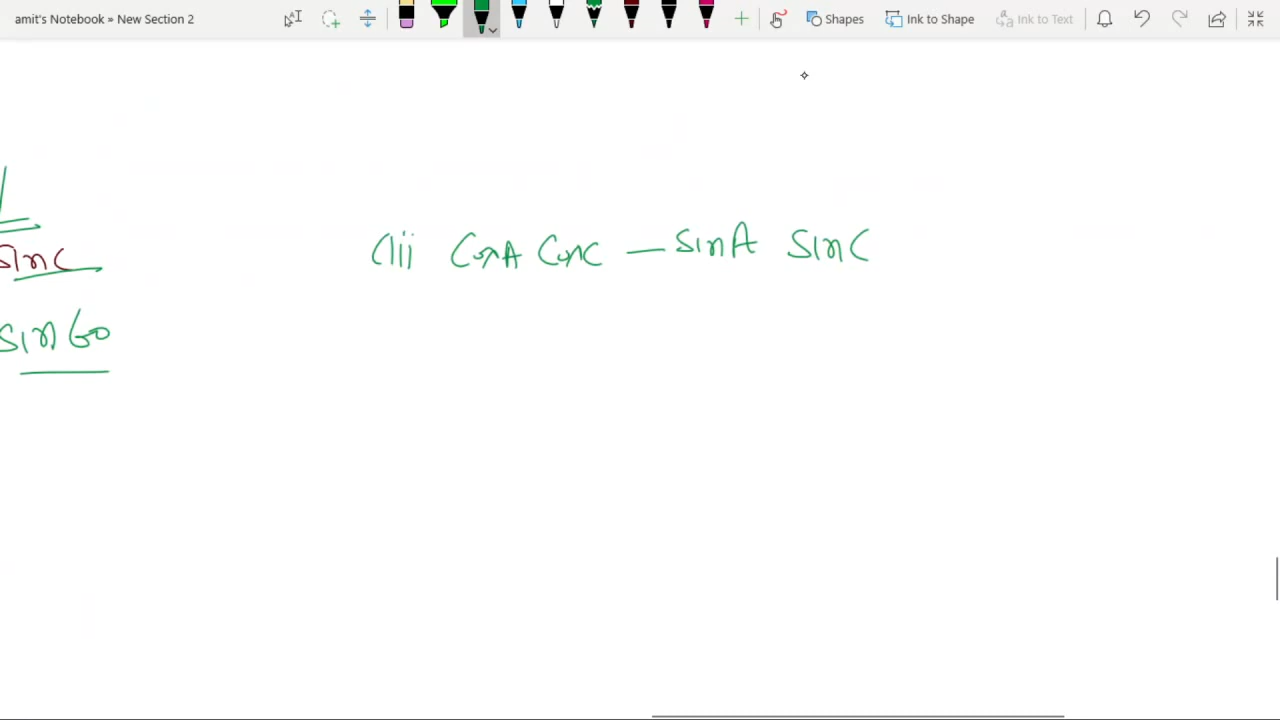 amit's Notebook » New Section 2
Shapes
Ink to Shape
Ink to Text
sinc
(ii CosA CosC — sinA sinC
sin60